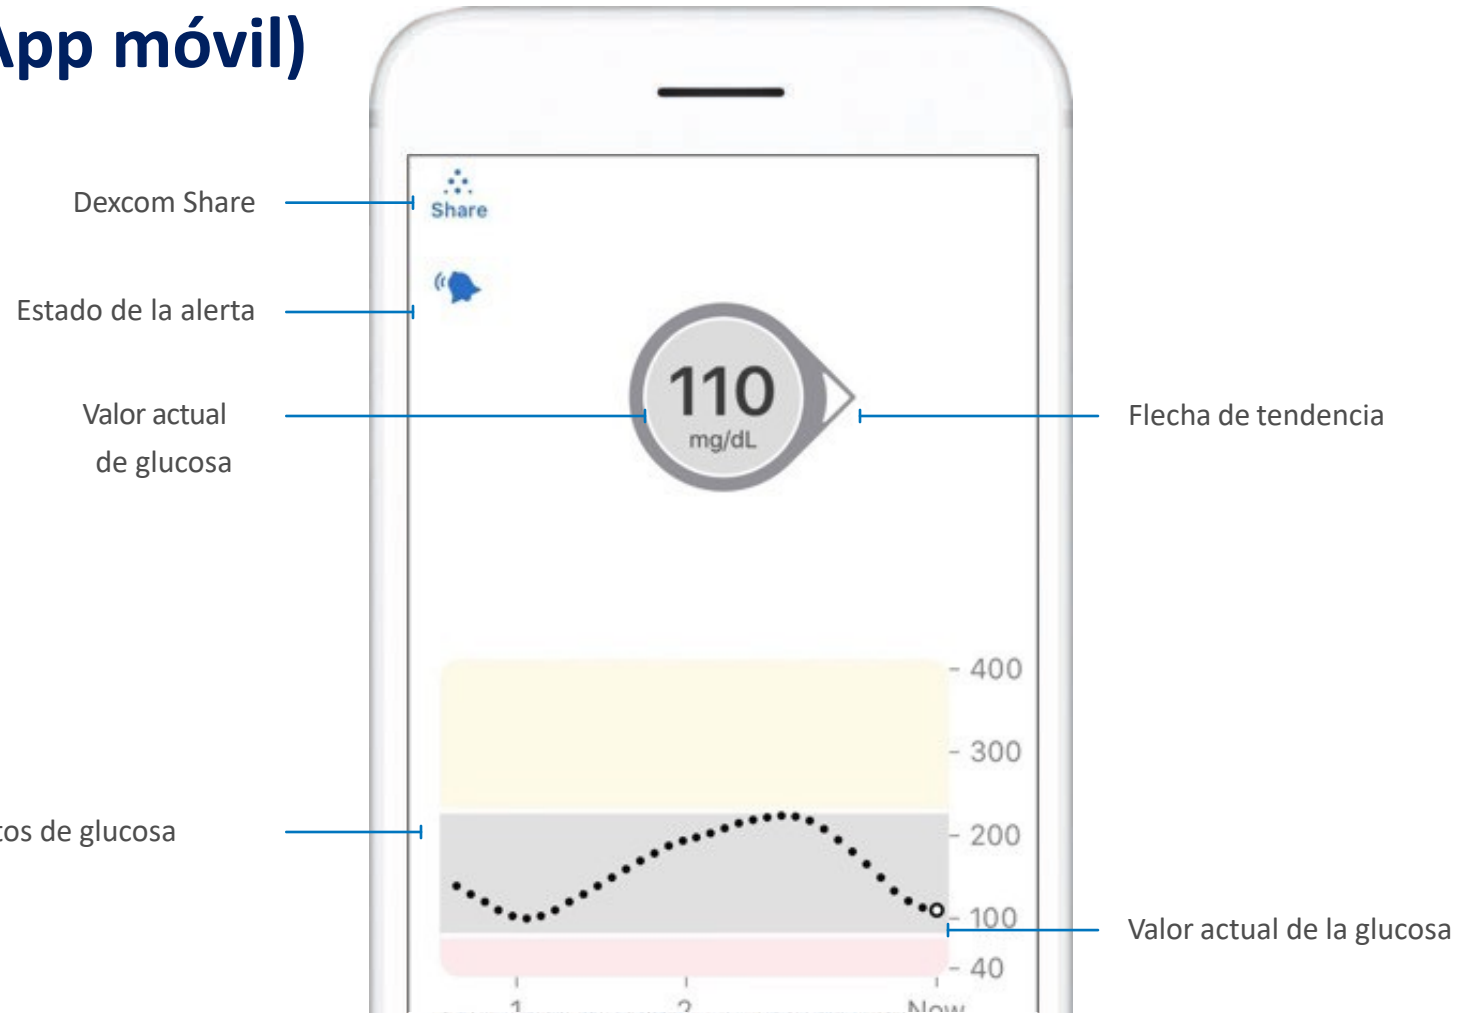 App móvil)
Dexcom Share
Share
Estado de la alerta
Valor actual
de glucosa
110
mg/dL
Flecha de tendencia
400
300
200
100
40
tos de glucosa
Valor actual de la glucosa
1
2
Now